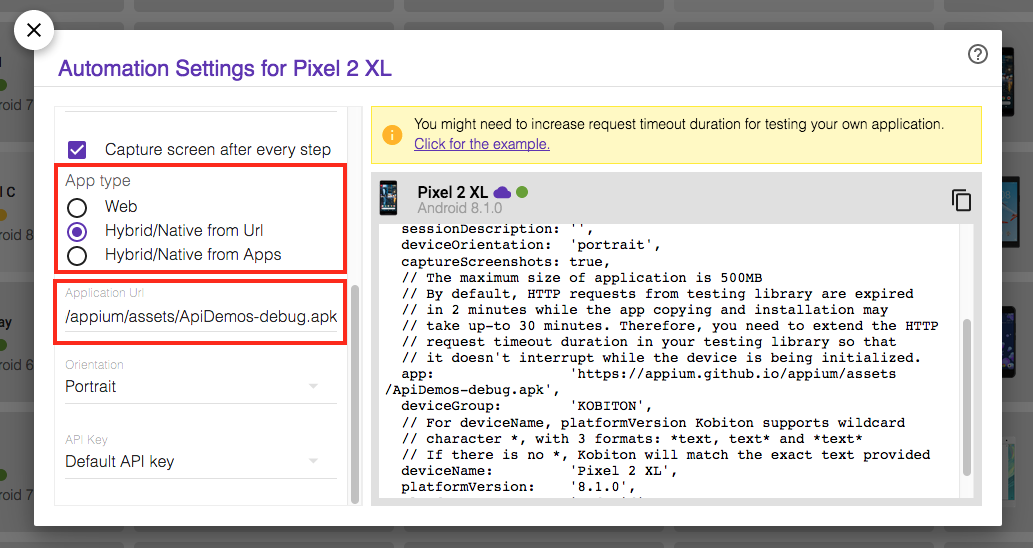 Automation Settings for Pixel 2 XL
Capture screen after every step
App type
Web
Hybrid/Native from Url
Hybrid/Native from Apps
Application Url
/appium/assets/ApiDemos-debug.apk
Orientation
Portrait
API Key
Default API key
You might need to increase request timeout duration for testing your own application.
Click for the example.
Pixel 2 XL
Android 8.1.0
sessionDescription: '',
deviceOrientation: 'portrait',
captureScreenshots: true,
// The maximum size of application is 500MB
// By default, HTTP requests from testing library are expired
// in 2 minutes while the app copying and installation may
// take up-to 30 minutes. Therefore, you need to extend the HTTP
// request timeout duration in your testing library so that
// it doesn't interrupt while the device is being initialized.
app: 'https://appium.github.io/appium/assets
/ApiDemos-debug.apk',
deviceGroup: 'KOBITON',
// For deviceName, platformVersion Kobiton supports wildcard
// character *, with 3 formats: *text, text* and *text*
// If there is no *, Kobiton will match the exact text provided
deviceName: 'Pixel 2 XL',
platformVersion: '8.1.0',